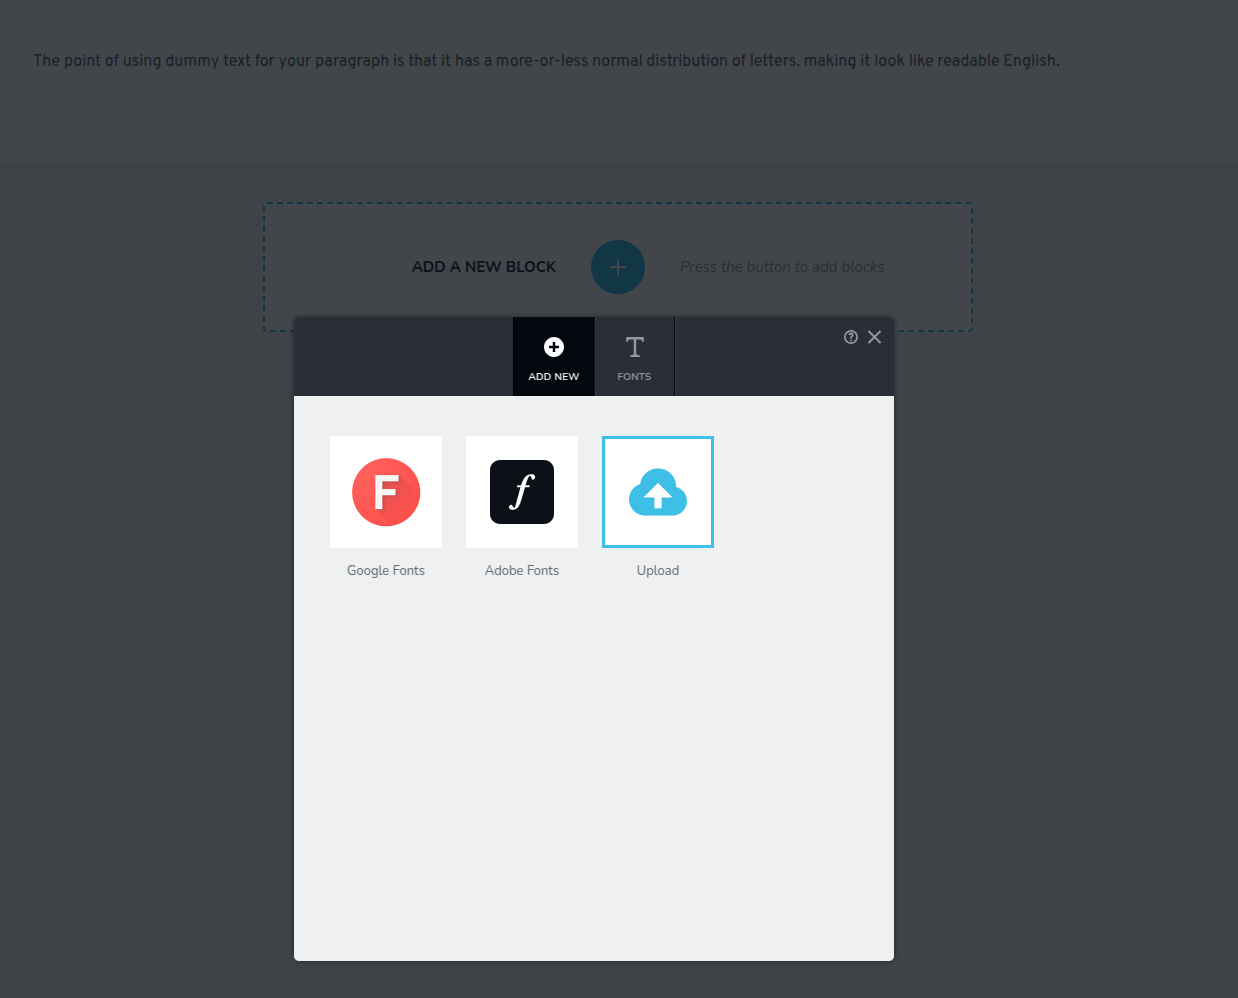 The point of using dummy text for your paragraph is that it has a more-or-less normal distribution of letters. making it look like readable English.
ADD A NEW BLOCK
Press the button to add blocks
ADD NEW
FONTS
Google Fonts
Adobe Fonts
Upload